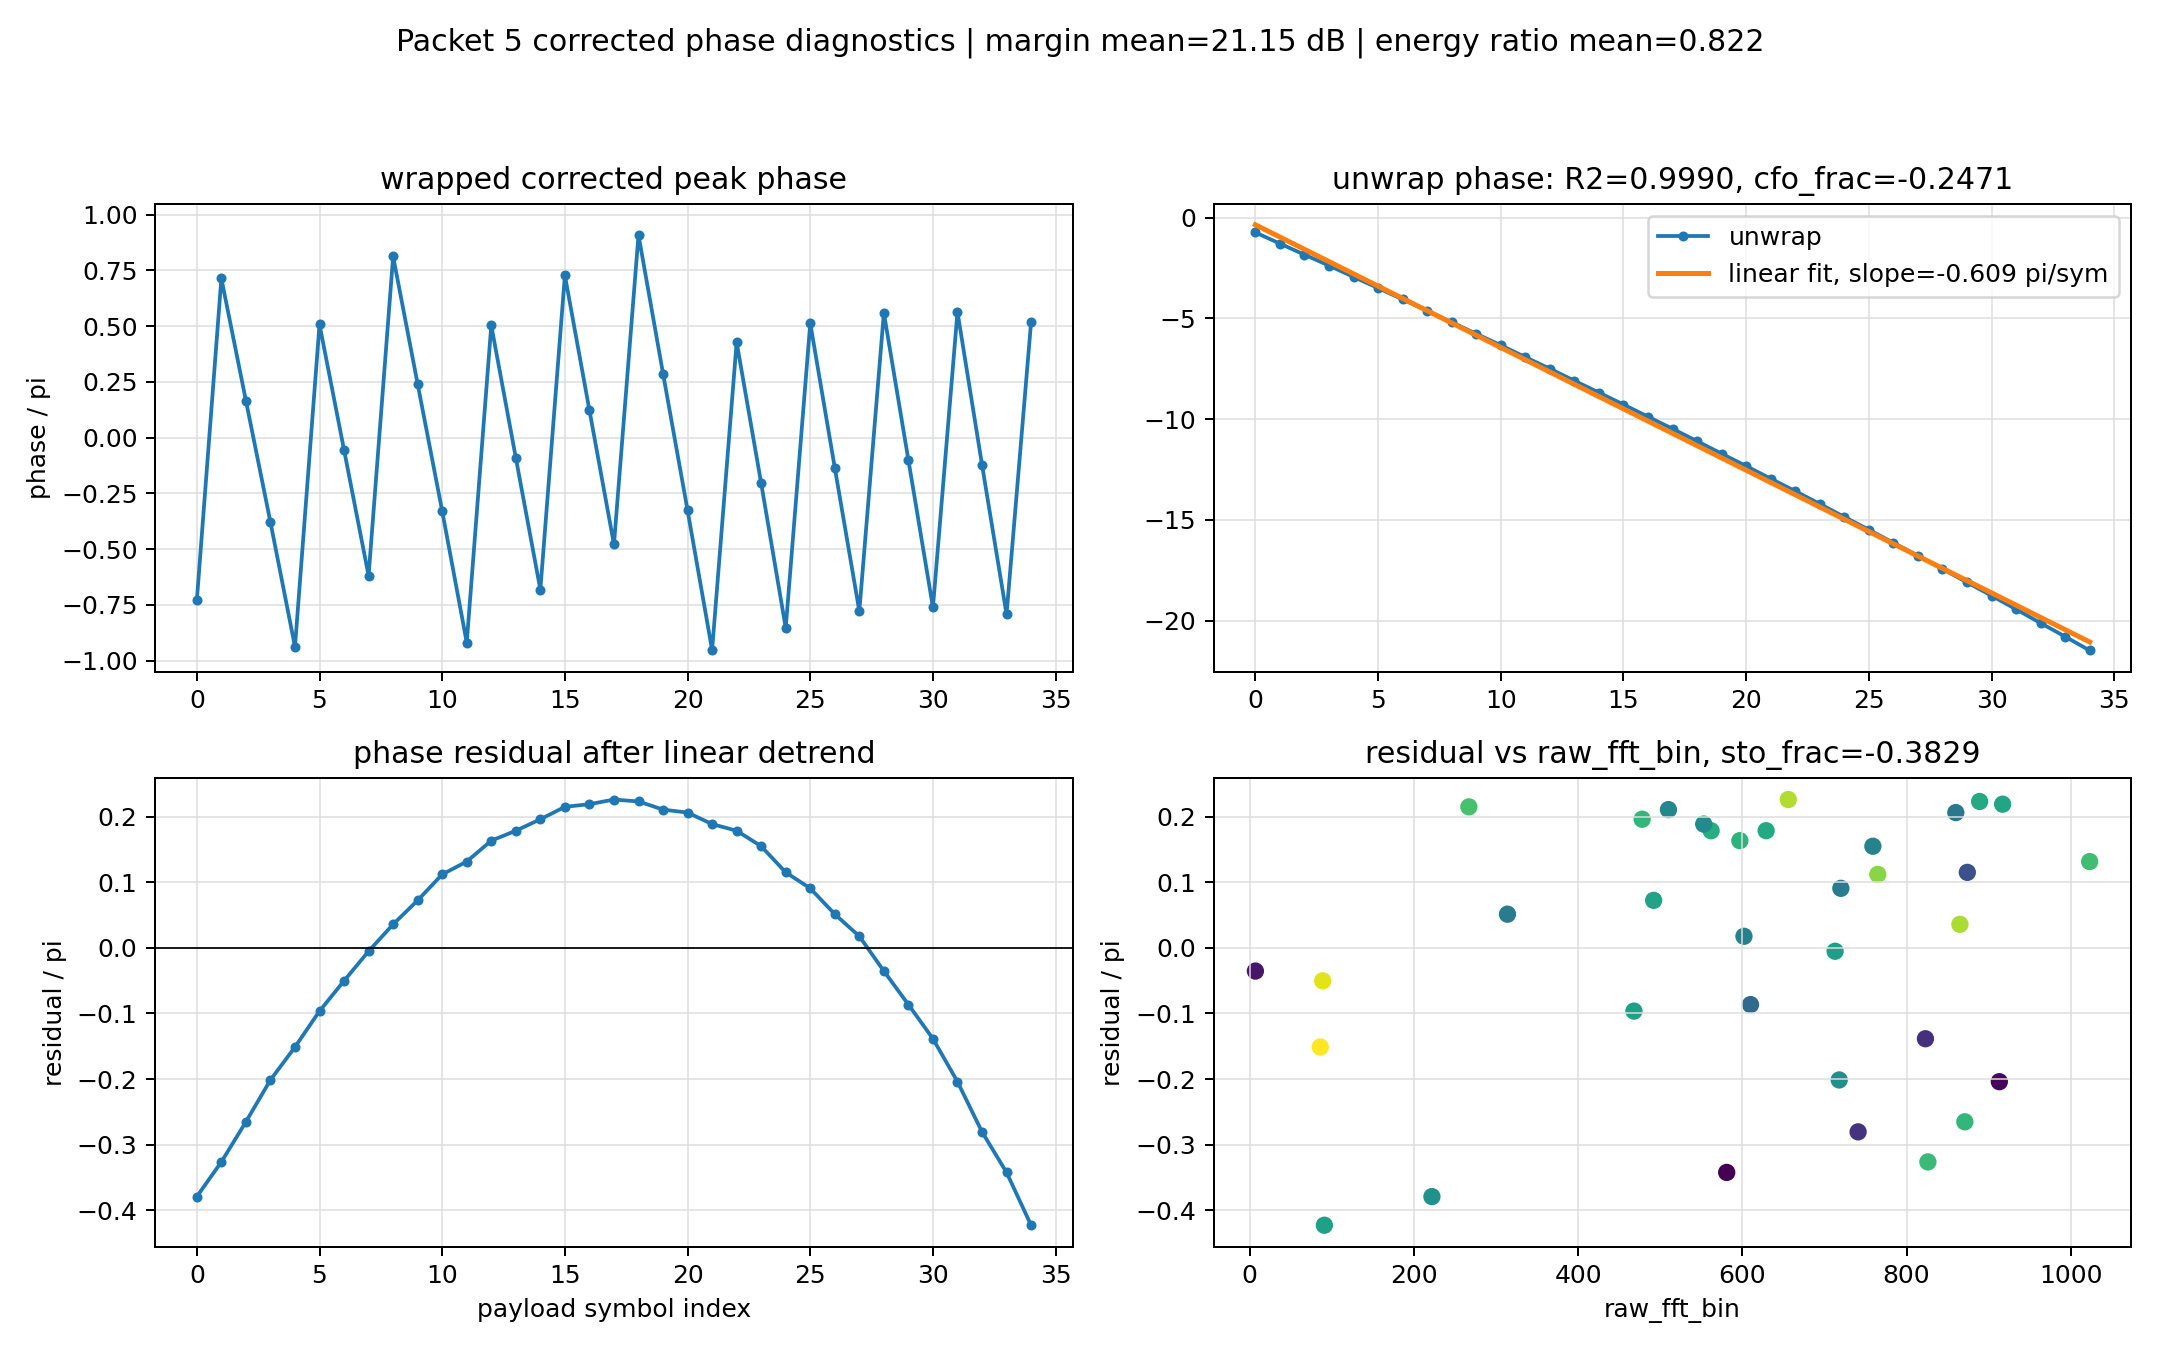 Packet 5 corrected phase diagnostics | margin mean=21.15 dB | energy ratio mean=0.822
wrapped corrected peak phase
phase / pi
1.00
0.75
0.50
0.25
0.00
−0.25
−0.50
−0.75
−1.00
0 5 10 15 20 25 30 35
unwrap phase: R2=0.9990, cfo_frac=-0.2471
unwrap
linear fit, slope=-0.609 pi/sym
0
−5
−10
−15
−20
0 5 10 15 20 25 30 35
phase residual after linear detrend
residual / pi
0.2
0.1
0.0
−0.1
−0.2
−0.3
−0.4
0 5 10 15 20 25 30 35
payload symbol index
residual vs raw_fft_bin, sto_frac=-0.3829
residual / pi
0.2
0.1
0.0
−0.1
−0.2
−0.3
−0.4
0 200 400 600 800 1000
raw_fft_bin